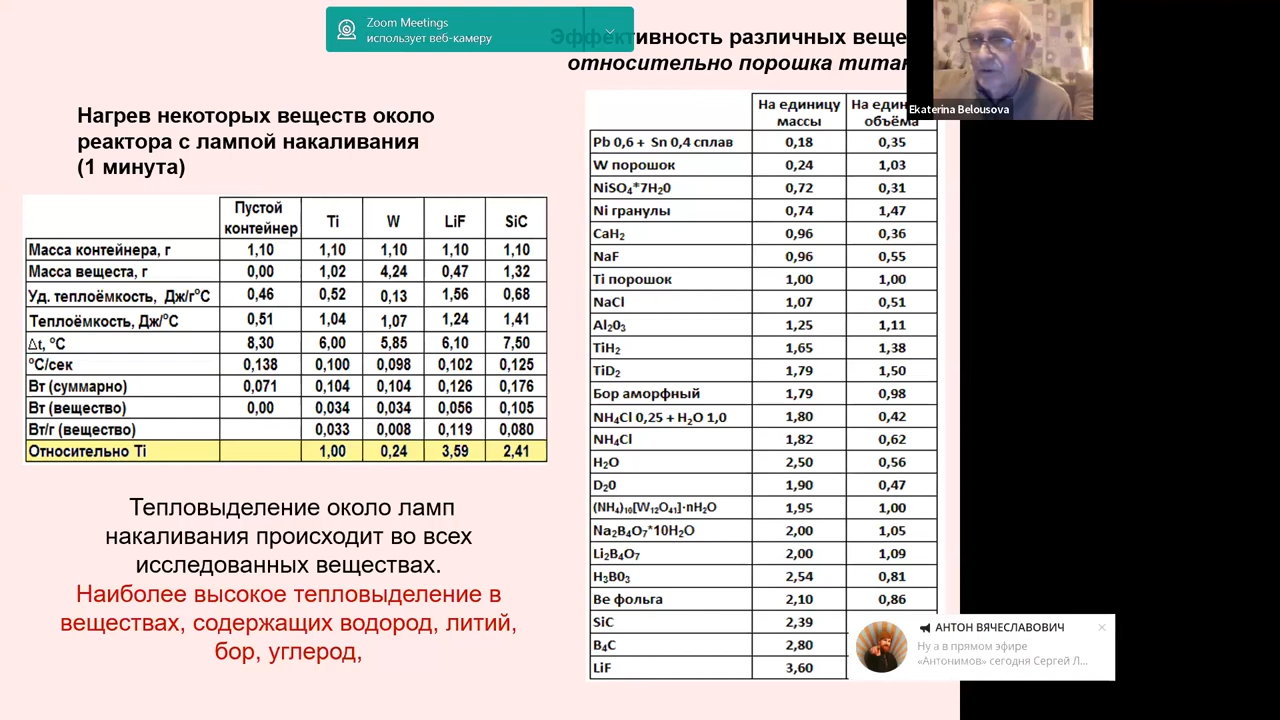 Zoom Meetings
использует веб-камеру
Эффективность различных веще
относительно порошка титан
Ekaterina Belousova
Нагрев некоторых веществ около
реактора с лампой накаливания
(1 минута)
Пустой контейнер Ti W LiF SiC
Масса контейнера, г 1,10 1,10 1,10 1,10 1,10
Масса вещества, г 0,00 1,02 4,24 0,47 1,32
Уд. теплоёмкость, Дж/г°С 0,46 0,52 0,13 1,56 0,68
Теплоёмкость, Дж/°С 0,51 1,04 1,07 1,24 1,41
Δt, °С 8,30 6,00 5,85 6,10 7,50
°С/сек 0,138 0,100 0,098 0,102 0,125
Вт (суммарно) 0,071 0,104 0,104 0,126 0,176
Вт (вещество) 0,00 0,034 0,034 0,056 0,105
Вт/г (вещество) 0,033 0,008 0,119 0,080
Относительно Ti 1,00 0,24 3,59 2,41
Тепловыделение около ламп
накаливания происходит во всех
исследованных веществах.
Наиболее высокое тепловыделение в
веществах, содержащих водород, литий,
бор, углерод,
На единицу На един
массы объёма
Pb 0,6 + Sn 0,4 сплав 0,18 0,35
W порошок 0,24 1,03
NiSO₄*7H₂0 0,72 0,31
Ni гранулы 0,74 1,47
CaH₂ 0,96 0,36
NaF 0,96 0,55
Ti порошок 1,00 1,00
NaCl 1,07 0,51
Al₂0₃ 1,25 1,11
TiH₂ 1,65 1,38
TiD₂ 1,79 1,50
Бор аморфный 1,79 0,98
NH₄Cl 0,25 + H₂O 1,0 1,80 0,42
NH₄Cl 1,82 0,62
H₂O 2,50 0,56
D₂0 1,90 0,47
(NH₄)₁₀[W₁₂O₄₁]·nH₂O 1,95 1,00
Na₂B₄O₇*10H₂O 2,00 1,05
Li₂B₄O₇ 2,00 1,09
H₃B0₃ 2,54 0,81
Be фольга 2,10 0,86
SiC 2,39
B₄C 2,80
LiF 3,60
АНТОН ВЯЧЕСЛАВОВИЧ
Ну а в прямом эфире
«Антонимов» сегодня Сергей Л...